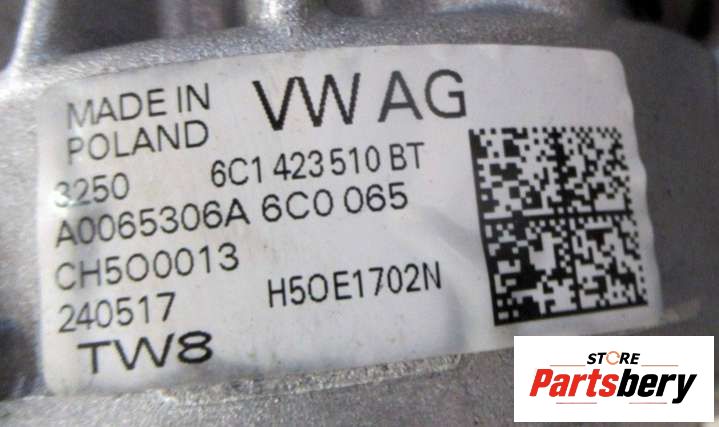 MADE IN
POLAND
VW AG
3250 6C1 423 510 BT
A0065306A 6C0 065
CH5O0013
240517 H5OE1702N
TW8
STORE
Partsbery